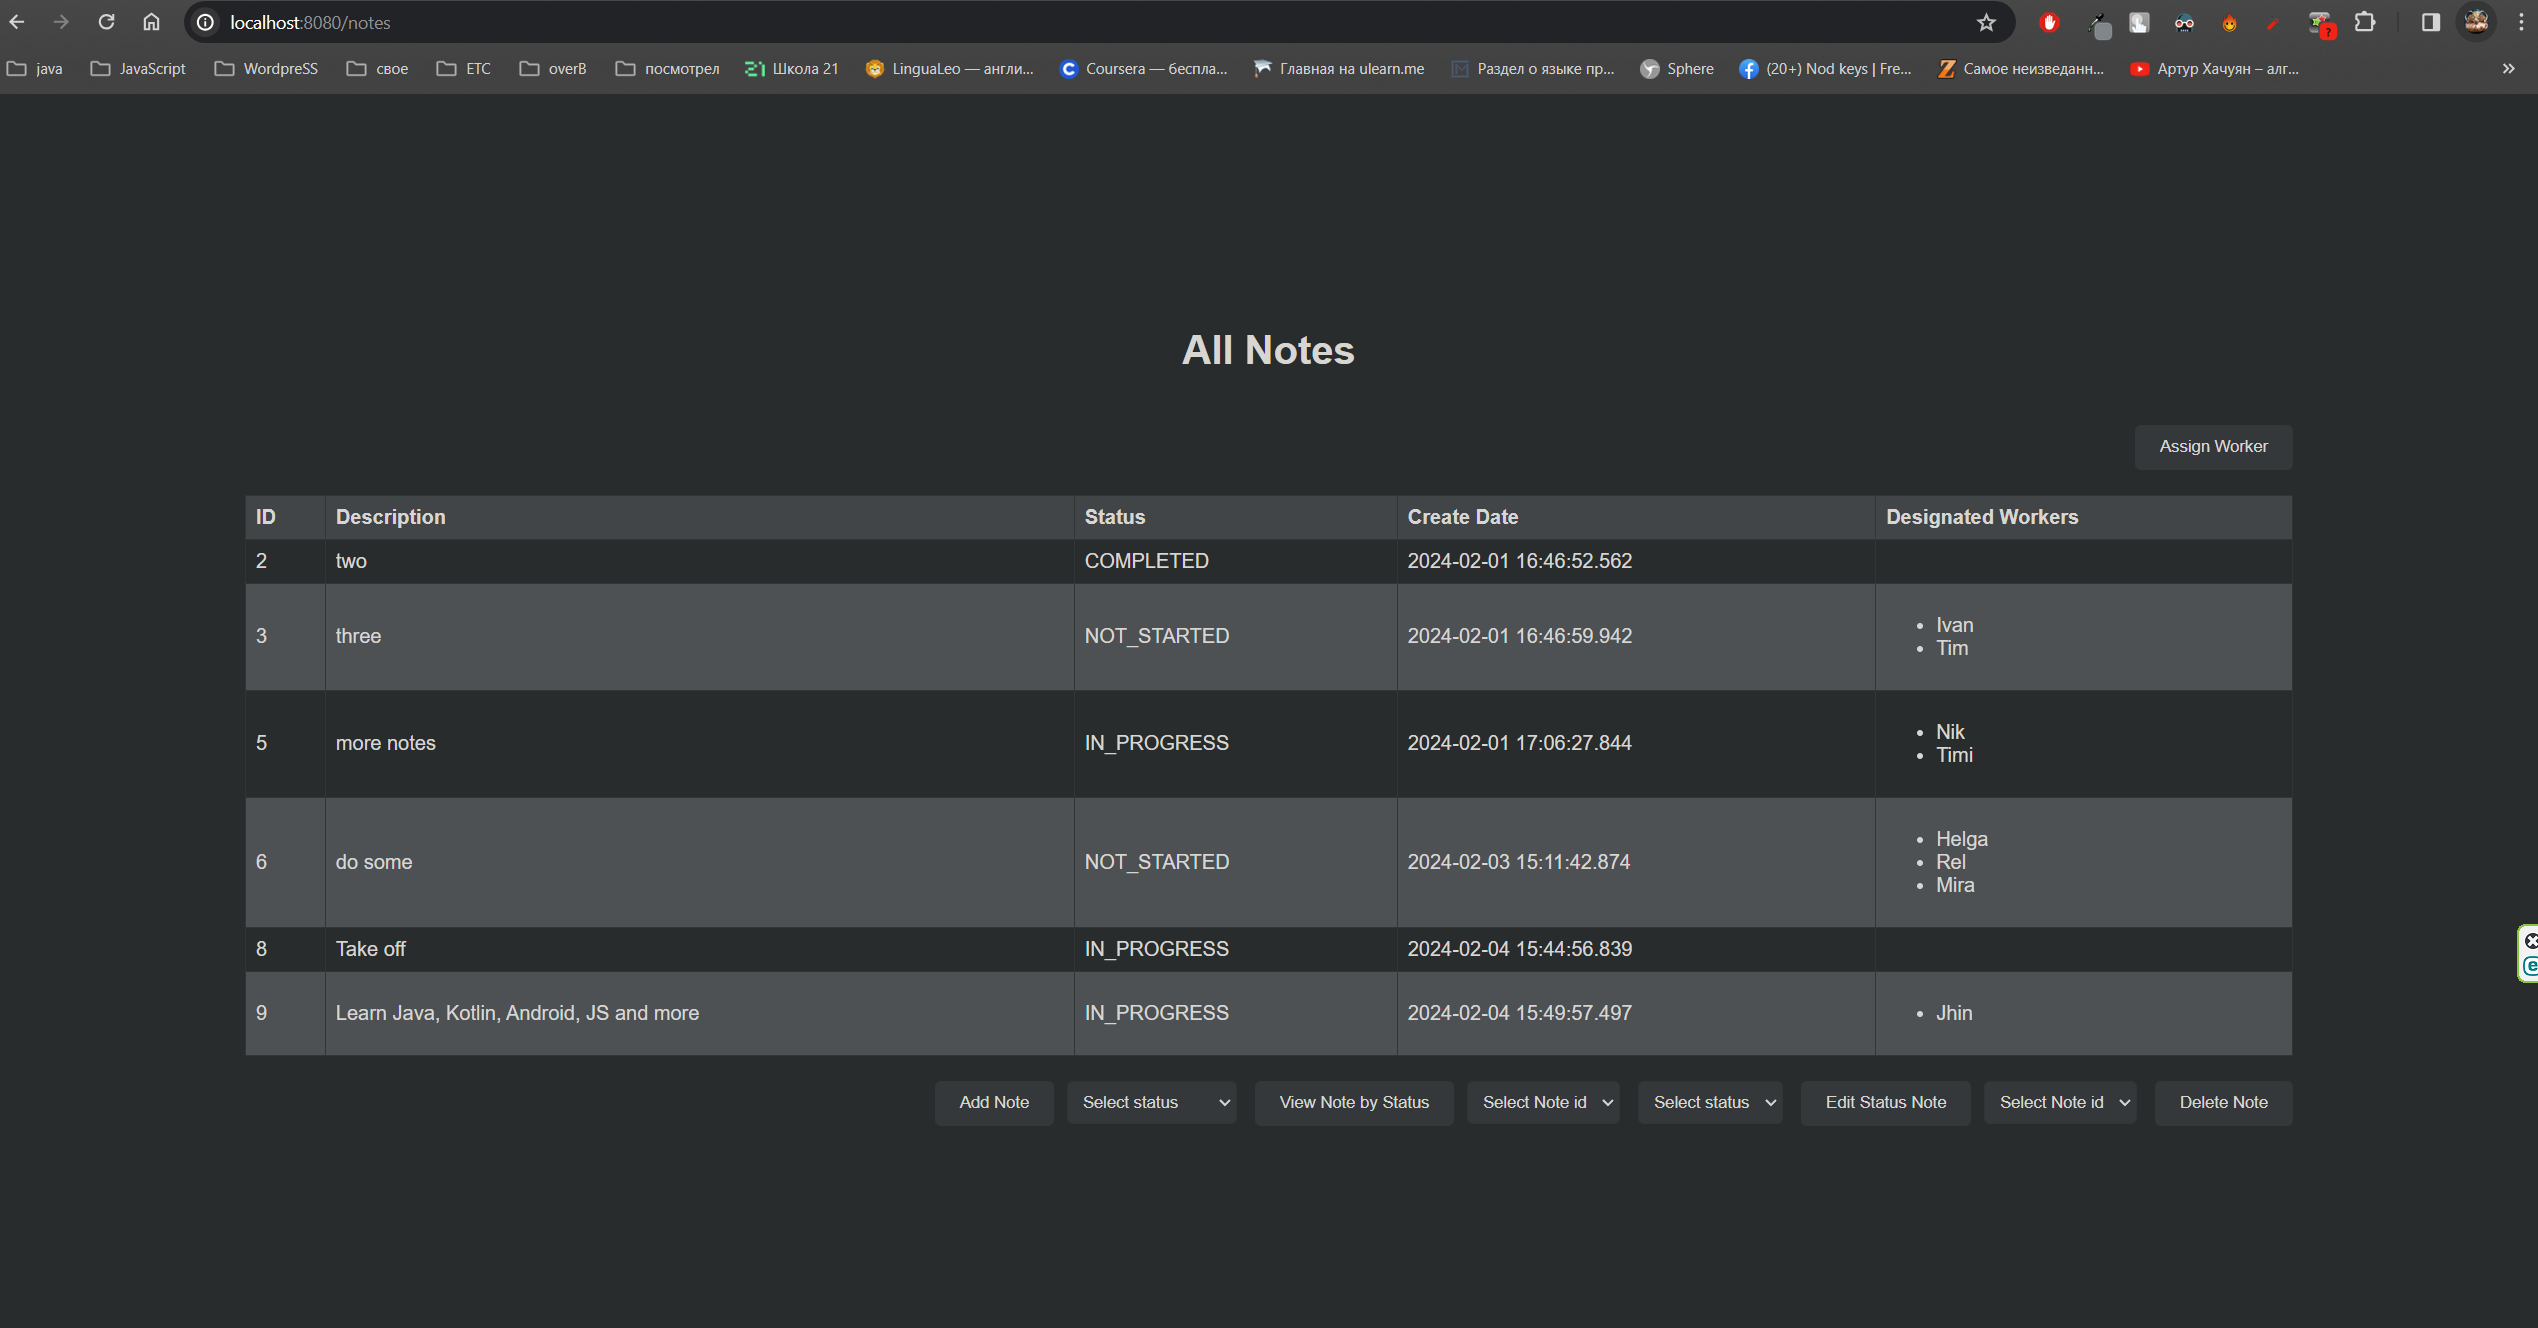 localhost:8080/notes
java JavaScript WordpreSS свое ETC overB посмотрел Школа 21 LinguaLeo — англи... Coursera — беспла... Главная на ulearn.me Раздел о языке пр... Sphere (20+) Nod keys | Fre... Самое неизведанн... Артур Хачуян – алг...
All Notes
Assign Worker
ID Description Status Create Date Designated Workers
2 two COMPLETED 2024-02-01 16:46:52.562
3 three NOT_STARTED 2024-02-01 16:46:59.942
Ivan
Tim
5 more notes IN_PROGRESS 2024-02-01 17:06:27.844
Nik
Timi
6 do some NOT_STARTED 2024-02-03 15:11:42.874
Helga
Rel
Mira
8 Take off IN_PROGRESS 2024-02-04 15:44:56.839
9 Learn Java, Kotlin, Android, JS and more IN_PROGRESS 2024-02-04 15:49:57.497
Jhin
Add Note Select status View Note by Status Select Note id Select status Edit Status Note Select Note id Delete Note